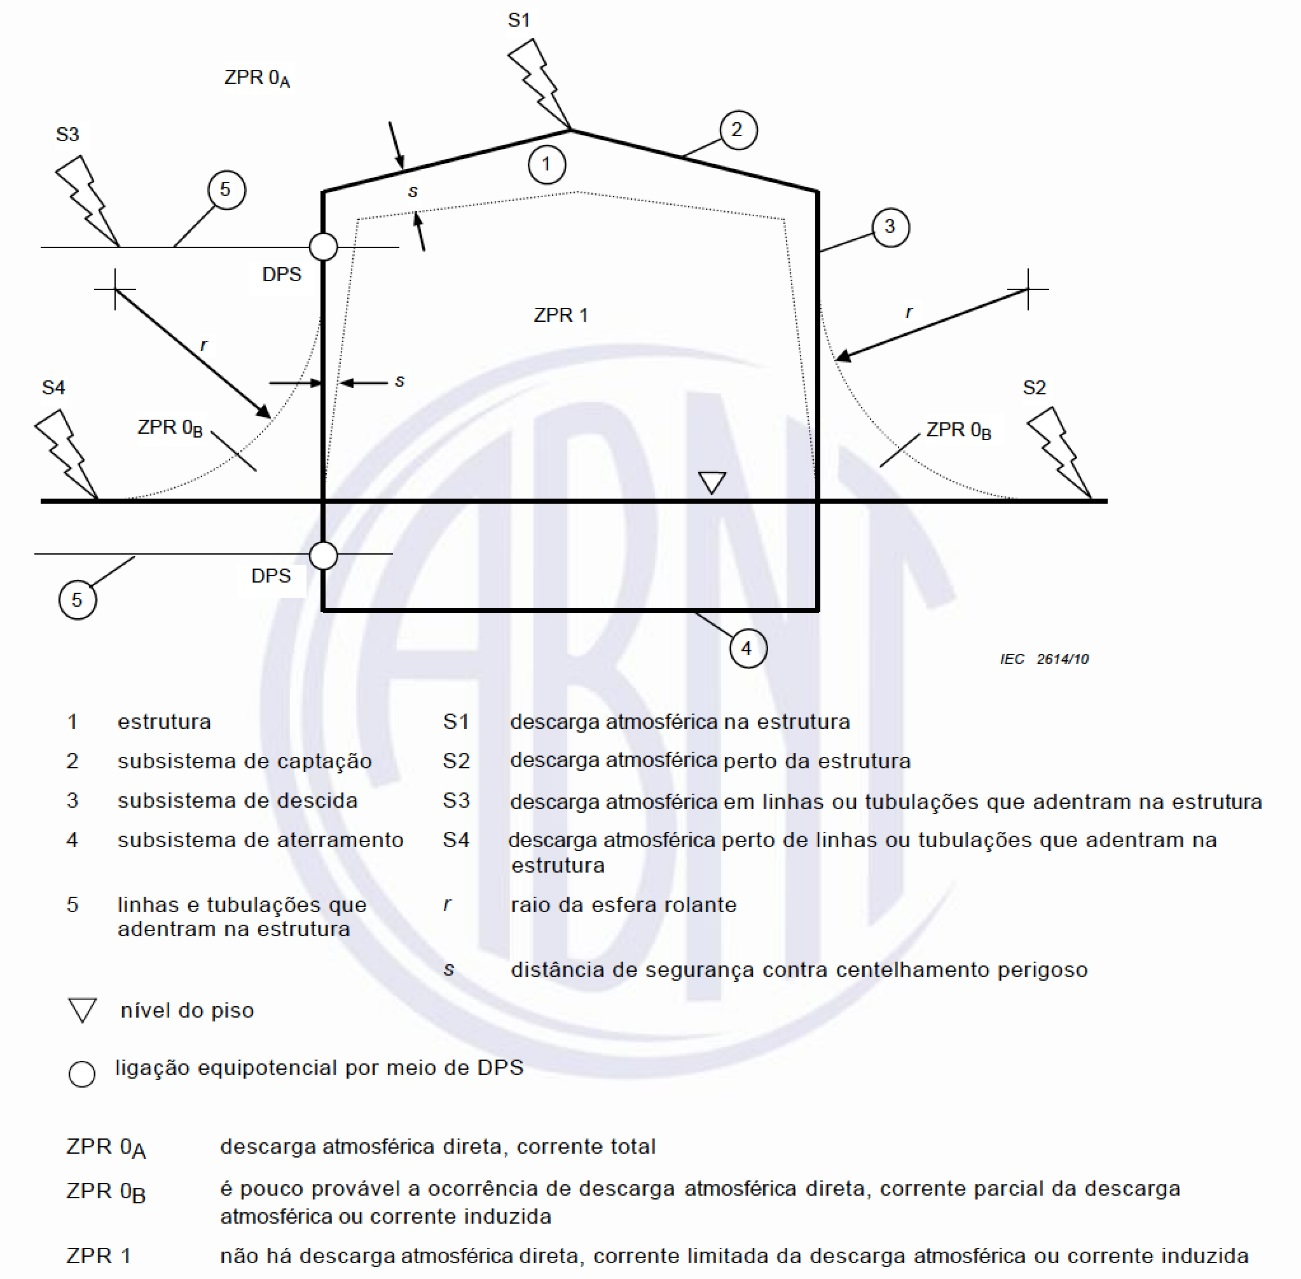 S1
ZPR 0A
S3
2
1
5
s
3
DPS
ZPR 1
r
r
s
S4
S2
ZPR 0B
ZPR 0B
DPS
5
4
IEC 2614/10
ABNT
1 estrutura S1 descarga atmosférica na estrutura
2 subsistema de captação S2 descarga atmosférica perto da estrutura
3 subsistema de descida S3 descarga atmosférica em linhas ou tubulações que adentram na estrutura
4 subsistema de aterramento S4 descarga atmosférica perto de linhas ou tubulações que adentram na
estrutura
5 linhas e tubulações que r raio da esfera rolante
adentram na estrutura
s distância de segurança contra centelhamento perigoso
nível do piso
ligação equipotencial por meio de DPS
ZPR 0A descarga atmosférica direta, corrente total
ZPR 0B é pouco provável a ocorrência de descarga atmosférica direta, corrente parcial da descarga
atmosférica ou corrente induzida
ZPR 1 não há descarga atmosférica direta, corrente limitada da descarga atmosférica ou corrente induzida